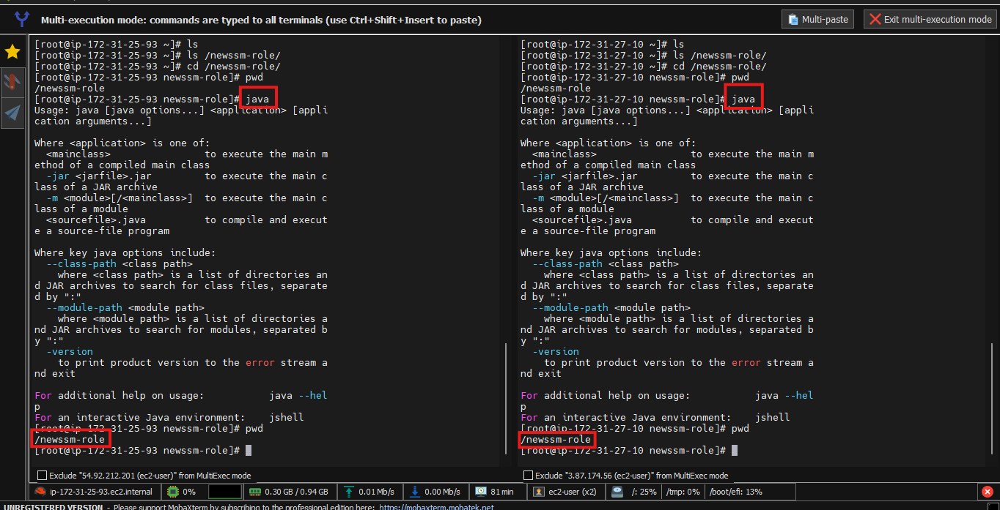 Multi-execution mode: commands are typed to all terminals (use Ctrl+Shift+Insert to paste)
Multi-paste
Exit multi-execution mode
[root@ip-172-31-25-93 ~]# ls
[root@ip-172-31-25-93 ~]# ls /newssm-role/
[root@ip-172-31-25-93 ~]# cd /newssm-role/
[root@ip-172-31-25-93 newssm-role]# pwd
/newssm-role
[root@ip-172-31-25-93 newssm-role]# java
Usage: java [java options...] <application> [appli
cation arguments...]
Where <application> is one of:
<mainclass> to execute the main m
ethod of a compiled main class
-jar <jarfile>.jar to execute the main c
lass of a JAR archive
-m <module>[/<mainclass>] to execute the main c
lass of a module
<sourcefile>.java to compile and execut
e a source-file program
Where key java options include:
--class-path <class path>
where <class path> is a list of directories an
d JAR archives to search for class files, separate
d by ":"
--module-path <module path>
where <module path> is a list of directories a
nd JAR archives to search for modules, separated b
y ":"
-version
to print product version to the error stream a
nd exit
For additional help on usage: java --hel
p
For an interactive Java environment: jshell
[root@ip-172-31-25-93 newssm-role]# pwd
/newssm-role
[root@ip-172-31-25-93 newssm-role]#
[root@ip-172-31-27-10 ~]# ls
[root@ip-172-31-27-10 ~]# ls /newssm-role/
[root@ip-172-31-27-10 ~]# cd /newssm-role/
[root@ip-172-31-27-10 newssm-role]# pwd
/newssm-role
[root@ip-172-31-27-10 newssm-role]# java
Usage: java [java options...] <application> [appli
cation arguments...]
Where <application> is one of:
<mainclass> to execute the main m
ethod of a compiled main class
-jar <jarfile>.jar to execute the main c
lass of a JAR archive
-m <module>[/<mainclass>] to execute the main c
lass of a module
<sourcefile>.java to compile and execut
e a source-file program
Where key java options include:
--class-path <class path>
where <class path> is a list of directories an
d JAR archives to search for class files, separate
d by ":"
--module-path <module path>
where <module path> is a list of directories a
nd JAR archives to search for modules, separated b
y ":"
-version
to print product version to the error stream a
nd exit
For additional help on usage: java --hel
p
For an interactive Java environment: jshell
[root@ip-172-31-27-10 newssm-role]# pwd
/newssm-role
[root@ip-172-31-27-10 newssm-role]#
Exclude "54.92.212.201 (ec2-user)" from MultiExec mode
Exclude "3.87.174.56 (ec2-user)" from MultiExec mode
ip-172-31-25-93.ec2.internal 0% 0.30 GB / 0.94 GB 0.01 Mb/s 0.00 Mb/s 81 min ec2-user (x2) /: 25% /tmp: 0% /boot/efi: 13%
UNREGISTERED VERSION - Please support MobaXterm by subscribing to the professional edition here: https://mobaxterm.mobatek.net